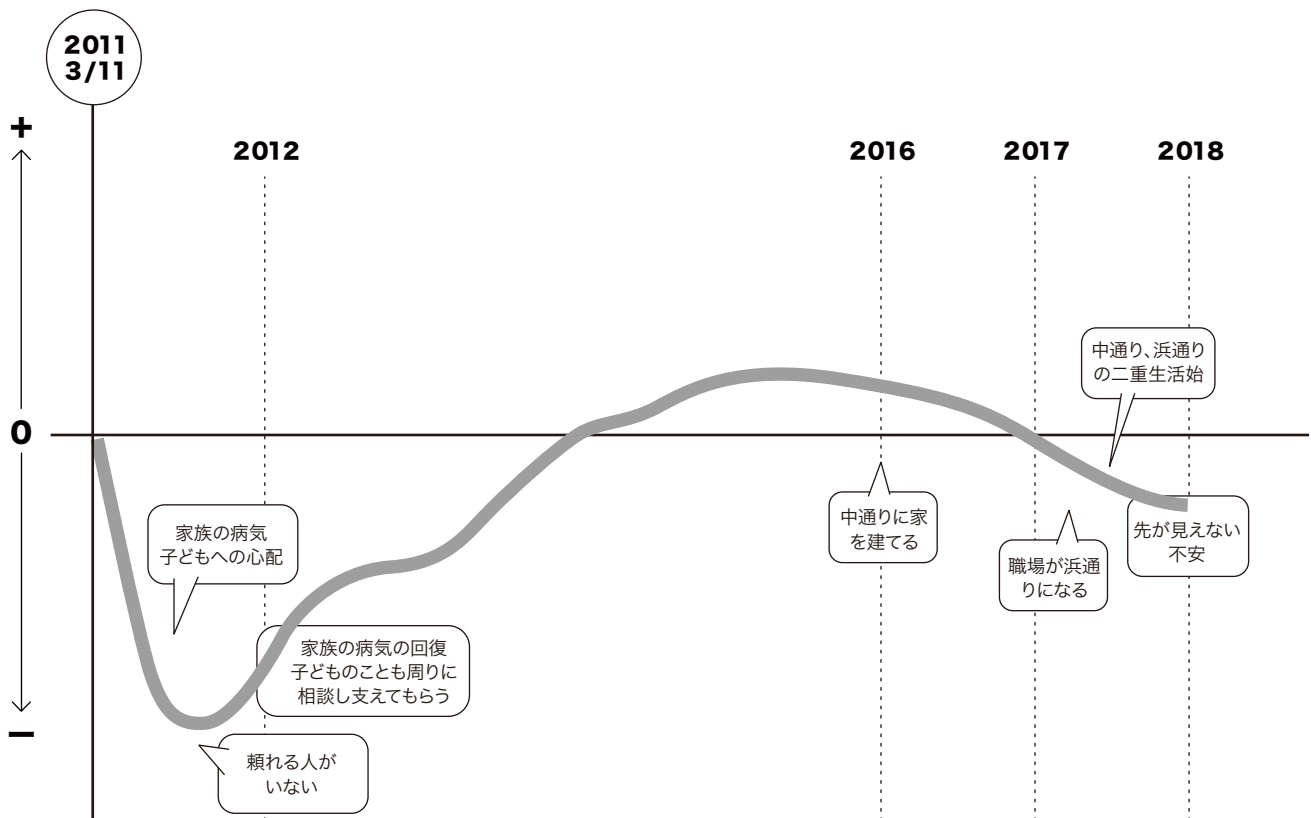 2011
3/11
+
2012
2016
2017
2018
中通り、浜通り
の二重生活始
0
家族の病気
子どもへの心配
中通りに家
を建てる
先が見えない
不安
職場が浜通
りになる
家族の病気の回復
子どものことも周りに
相談し支えてもらう
−
頼れる人が
いない